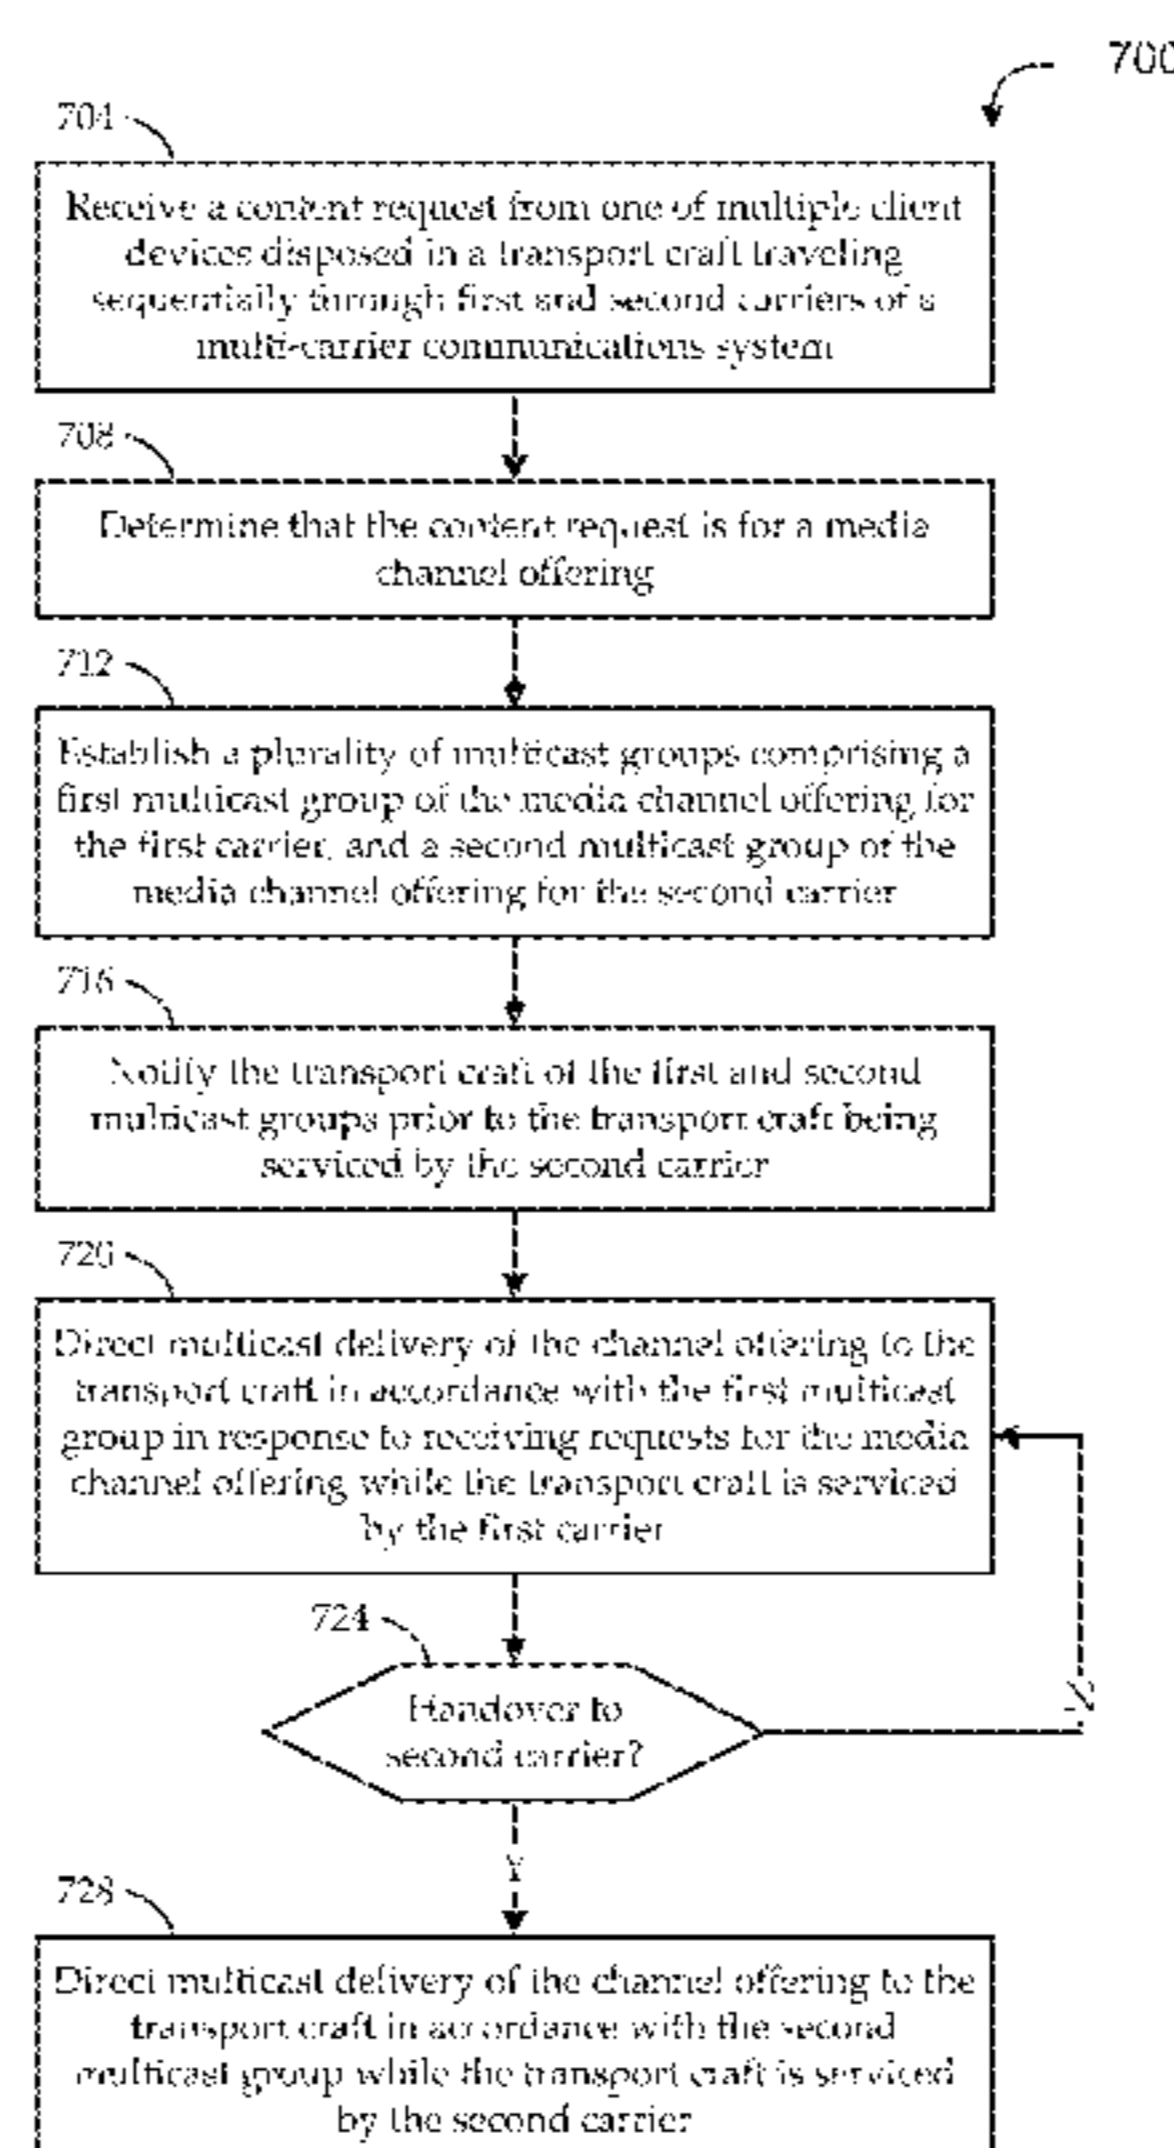 700
704
Receive a content request from one of multiple client
devices disposed in a transport craft traveling
sequentially through first and second carriers of a
multi-carrier communications system
708
Determine that the content request is for a media
channel offering
712
Establish a plurality of multicast groups comprising a
first multicast group of the media channel offering for
the first carrier, and a second multicast group of the
media channel offering for the second carrier
716
Notify the transport craft of the first and second
multicast groups prior to the transport craft being
serviced by the second carrier
720
Direct multicast delivery of the channel offering to the
transport craft in accordance with the first multicast
group in response to receiving requests for the media
channel offering while the transport craft is serviced
by the first carrier
724
Handover to
second carrier?
N
Y
728
Direct multicast delivery of the channel offering to the
transport craft in accordance with the second
multicast group while the transport craft is serviced
by the second carrier